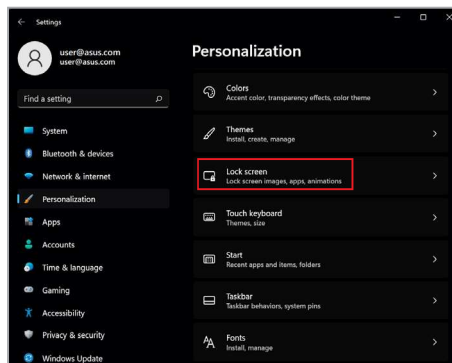 Settings
user@asus.com
user@asus.com
Find a setting
System
Bluetooth & devices
Network & internet
Personalization
Apps
Accounts
Time & language
Gaming
Accessibility
Privacy & security
Windows Update
Personalization
Colors
Accent color, transparency effects, color theme
Themes
Install, create, manage
Lock screen
Lock screen images, apps, animations
Touch keyboard
Themes, size
Start
Recent apps and items, folders
Taskbar
Taskbar behaviors, system pins
Fonts
Install, manage